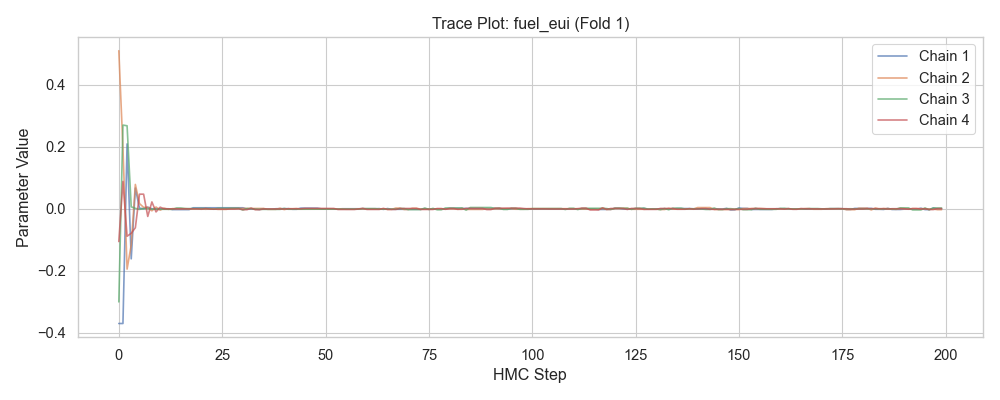 Trace Plot: fuel_eui (Fold 1)
Chain 1
Chain 2
Chain 3
Chain 4
Parameter Value
0.4
0.2
0.0
−0.2
−0.4
0 25 50 75 100 125 150 175 200
HMC Step